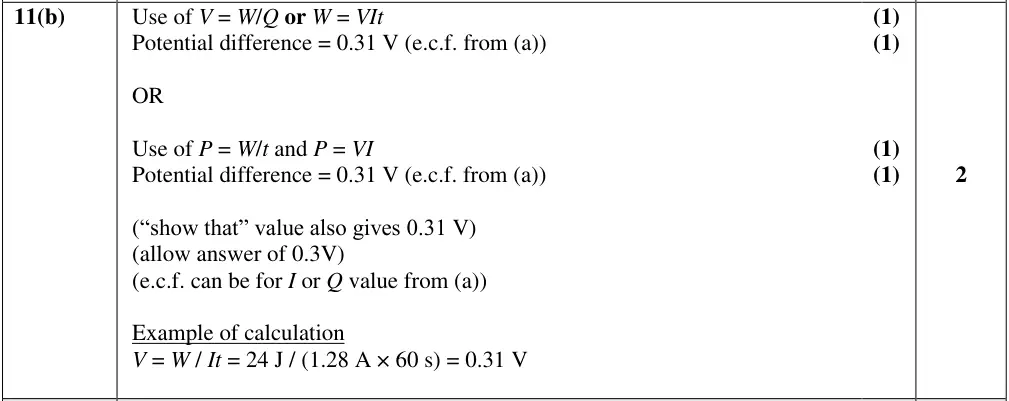 11(b) Use of V = W/Q or W = VIt (1)
Potential difference = 0.31 V (e.c.f. from (a)) (1)
OR
Use of P = W/t and P = VI (1)
Potential difference = 0.31 V (e.c.f. from (a)) (1) 2
(“show that” value also gives 0.31 V)
(allow answer of 0.3V)
(e.c.f. can be for I or Q value from (a))
Example of calculation
V = W / It = 24 J / (1.28 A × 60 s) = 0.31 V